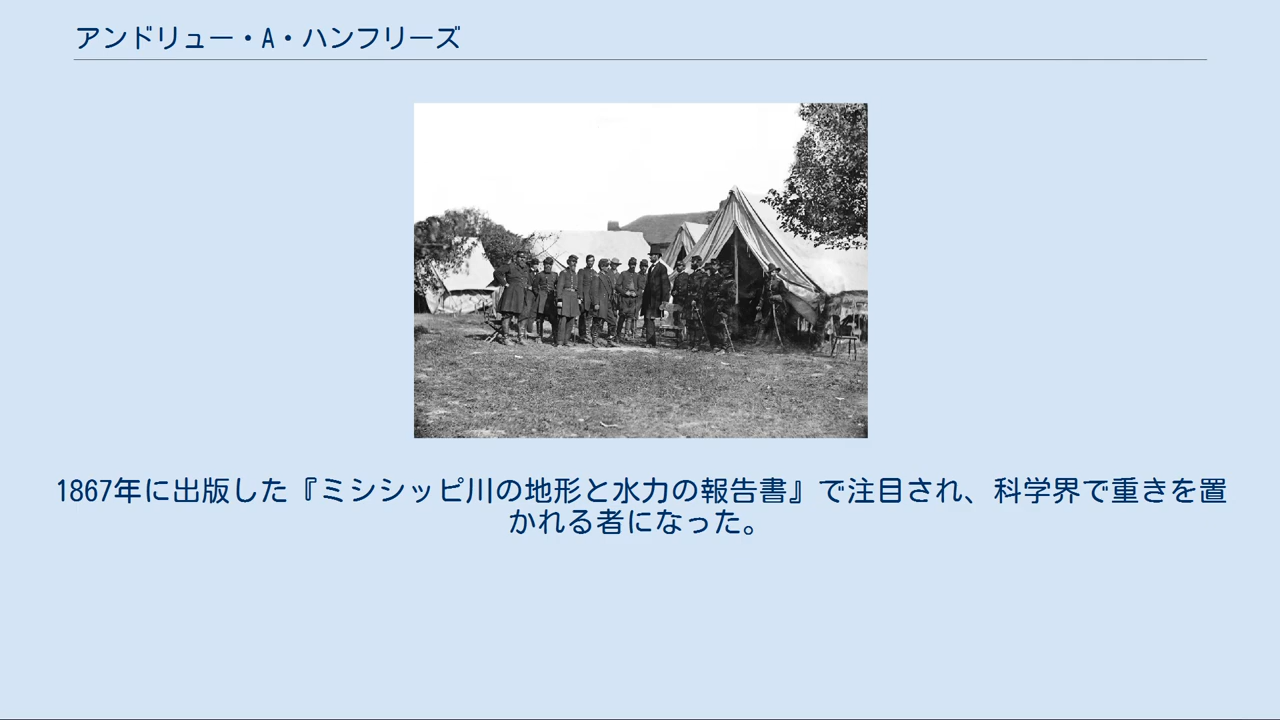 アンドリュー・A・ハンフリーズ
1867年に出版した『ミシシッピ川の地形と水力の報告書』で注目され、科学界で重きを置
かれる者になった。